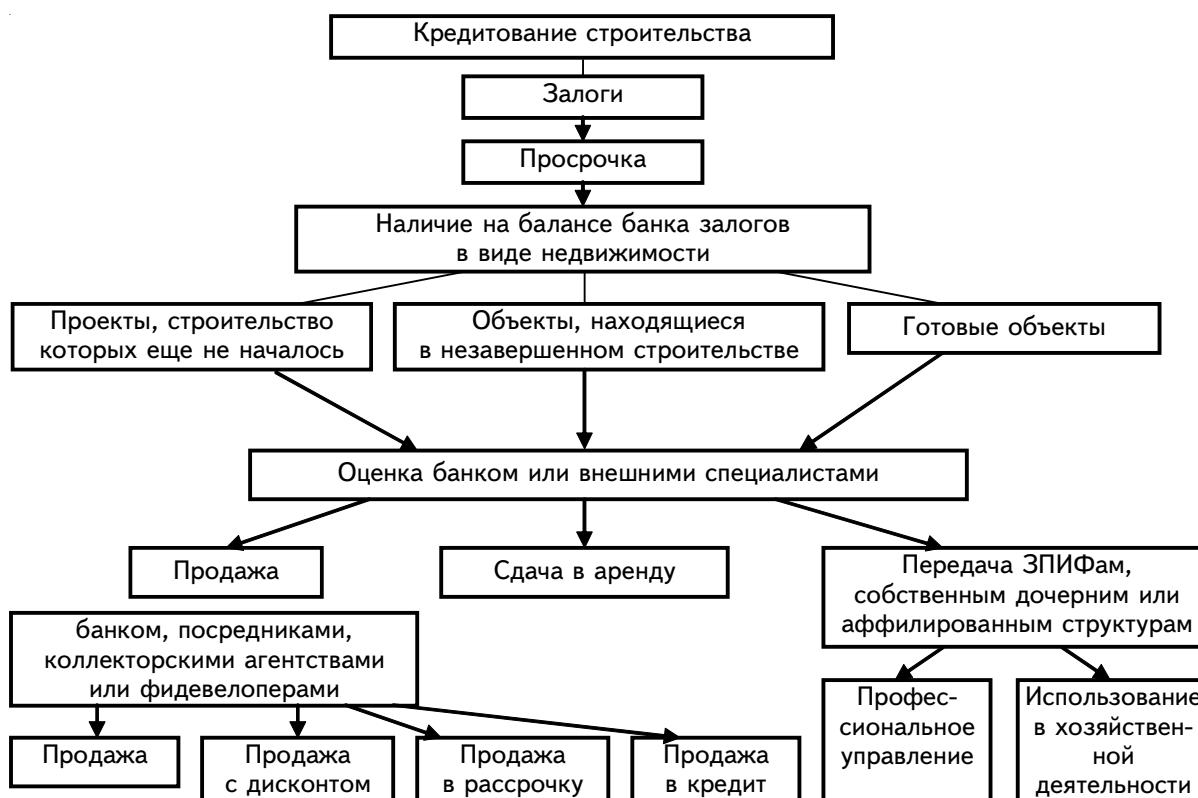 Кредитование строительства
Залоги
Просрочка
Наличие на балансе банка залогов
в виде недвижимости
Проекты, строительство
которых еще не началось
Объекты, находящиеся
в незавершенном строительстве
Готовые объекты
Оценка банком или внешними специалистами
Продажа
Сдача в аренду
Передача ЗПИФам,
собственным дочерним или
аффилированным структурам
банком, посредниками,
коллекторскими агентствами
или фидевелоперами
Профес-
сиональное
управление
Использование
в хозяйствен-
ной
деятельности
Продажа
Продажа
с дисконтом
Продажа
в рассрочку
Продажа
в кредит